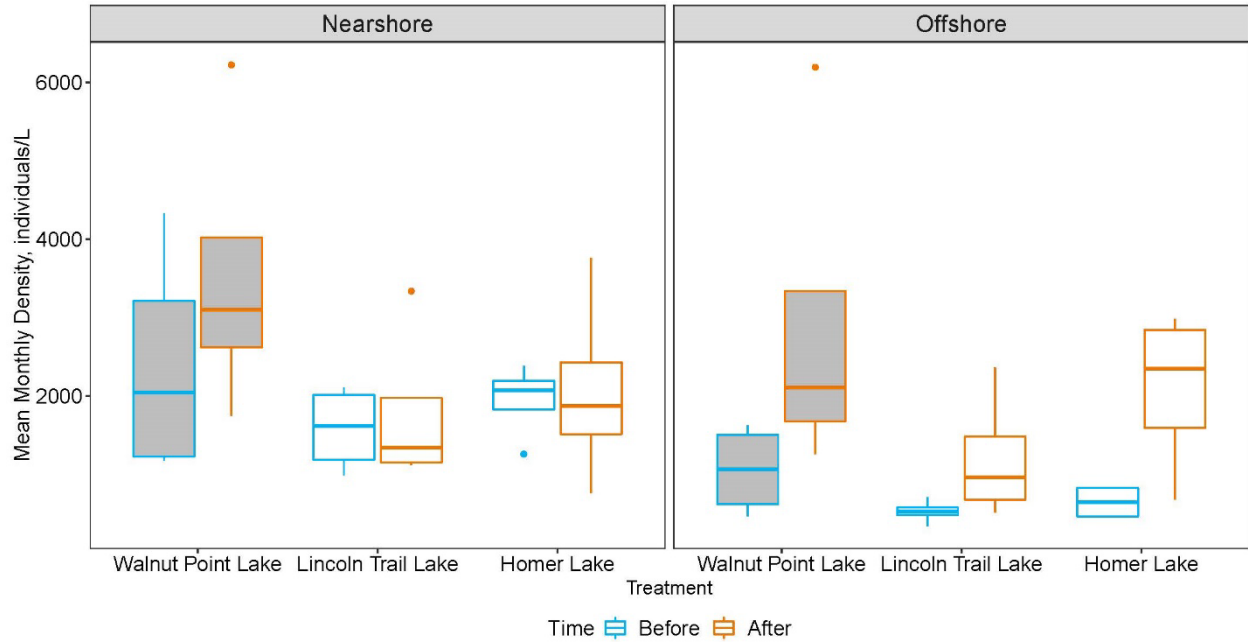 Nearshore
Offshore
Mean Monthly Density, individuals/L
6000
4000
2000
Walnut Point Lake Lincoln Trail Lake Homer Lake
Walnut Point Lake Lincoln Trail Lake Homer Lake
Treatment
Time Before After